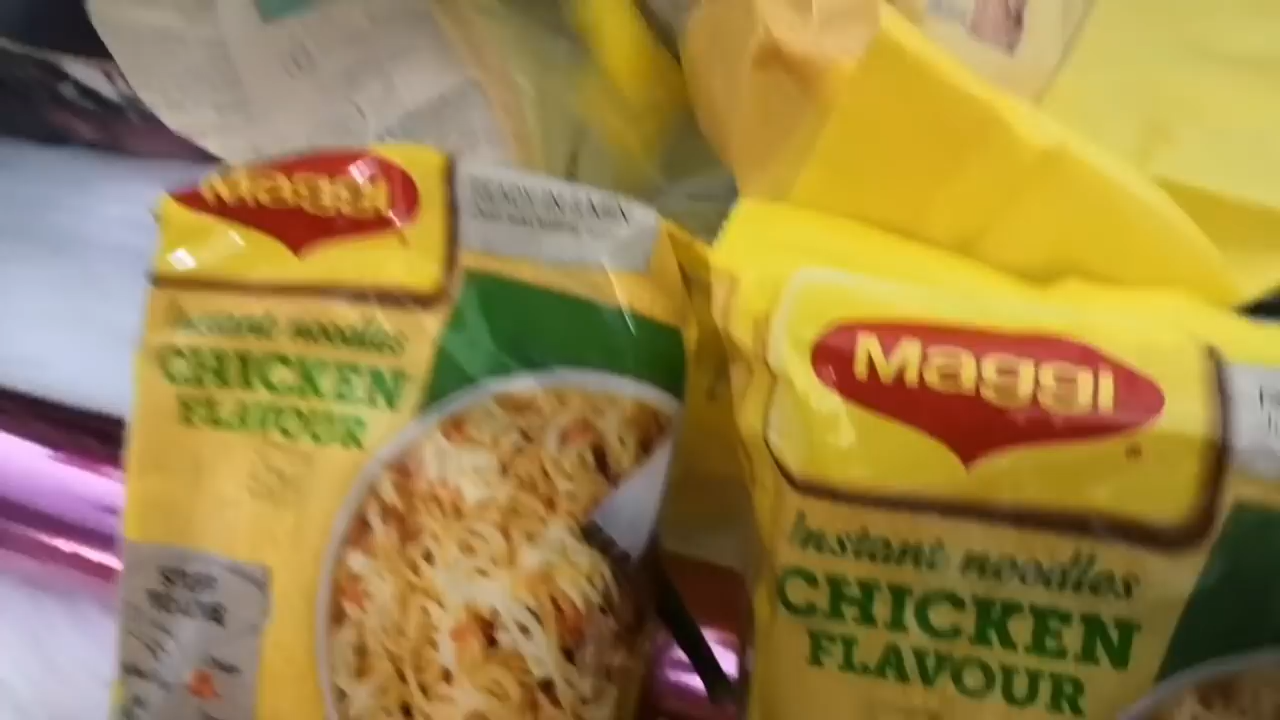 Maggi
Instant noodles
CHICKEN
FLAVOUR
Maggi
Instant noodles
CHICKEN
FLAVOUR